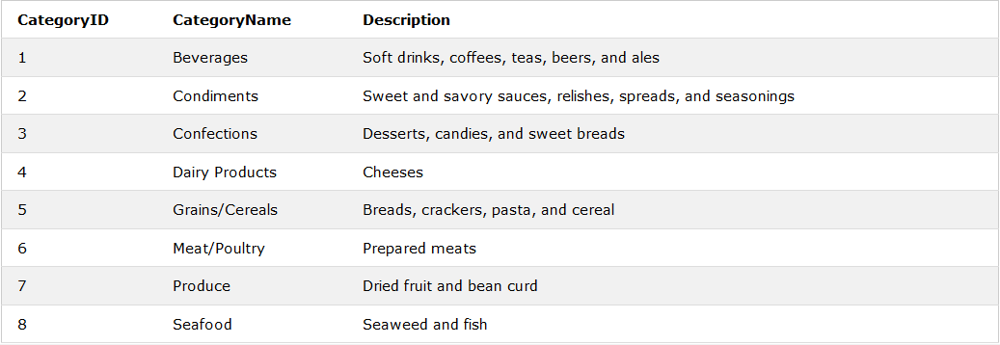 CategoryID CategoryName Description
1 Beverages Soft drinks, coffees, teas, beers, and ales
2 Condiments Sweet and savory sauces, relishes, spreads, and seasonings
3 Confections Desserts, candies, and sweet breads
4 Dairy Products Cheeses
5 Grains/Cereals Breads, crackers, pasta, and cereal
6 Meat/Poultry Prepared meats
7 Produce Dried fruit and bean curd
8 Seafood Seaweed and fish